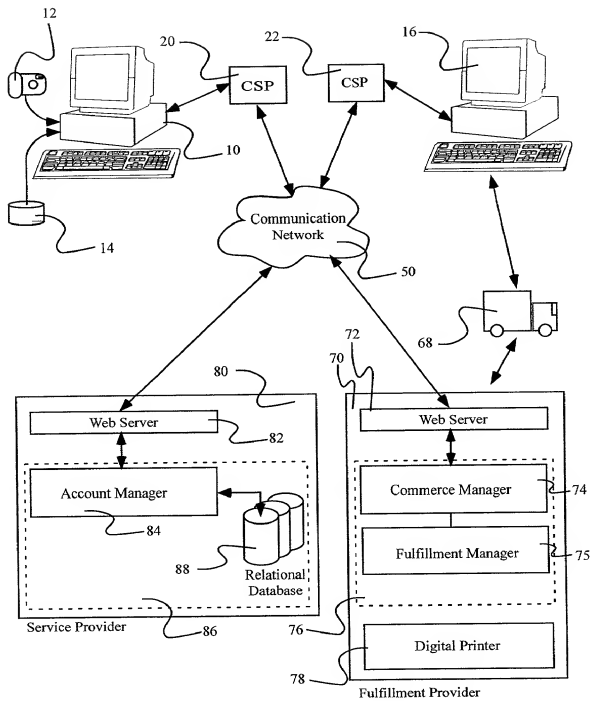 12
20
22
16
CSP
CSP
10
14
Communication
Network
50
68
72
70
80
Web Server
82
Web Server
Account Manager
84
88
Relational
Database
Commerce Manager
74
Fulfillment Manager
75
86
76
Service Provider
Digital Printer
78
Fulfillment Provider